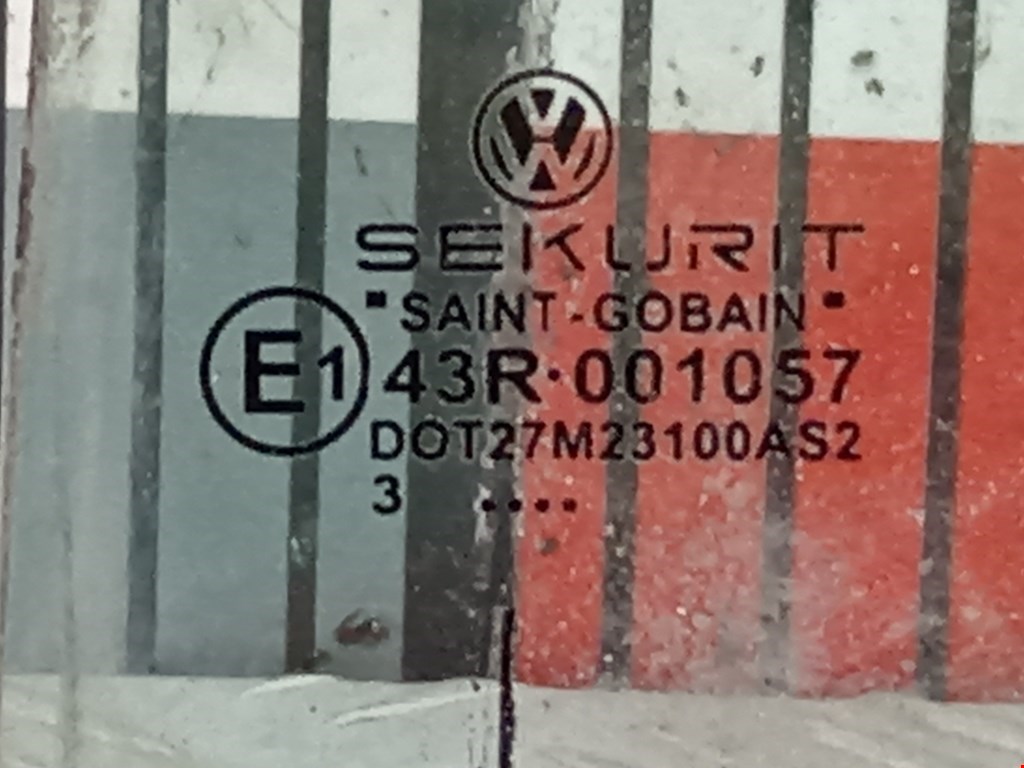 SEKURIT
"SAINT-GOBAIN"
E1 43R·001057
DOT27M23100AS2
3 ....